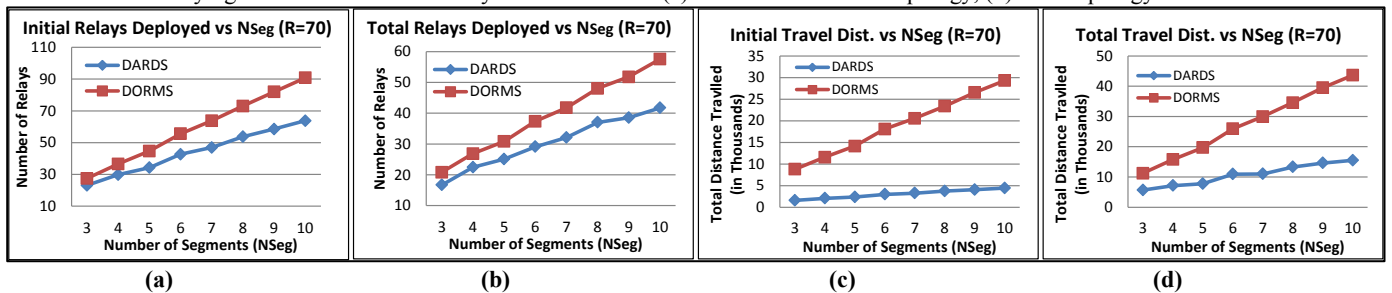 Initial Relays Deployed vs NSeg (R=70)
Number of Relays
110
90
70
50
30
10
DARDS
DORMS
3 4 5 6 7 8 9 10
Number of Segments (NSeg)
(a)
Total Relays Deployed vs NSeg (R=70)
Number of Relays
60
50
40
30
20
10
DARDS
DORMS
3 4 5 6 7 8 9 10
Number of Segments (NSeg)
(b)
Initial Travel Dist. vs NSeg (R=70)
Total Distance Travlled
(in Thousands)
35
30
25
20
15
10
5
0
DARDS
DORMS
3 4 5 6 7 8 9 10
Number of Segments (NSeg)
(c)
Total Travel Dist. vs NSeg (R=70)
Total Distance Travlled
(in Thousands)
50
40
30
20
10
0
DARDS
DORMS
3 4 5 6 7 8 9 10
Number of Segments (NSeg)
(d)